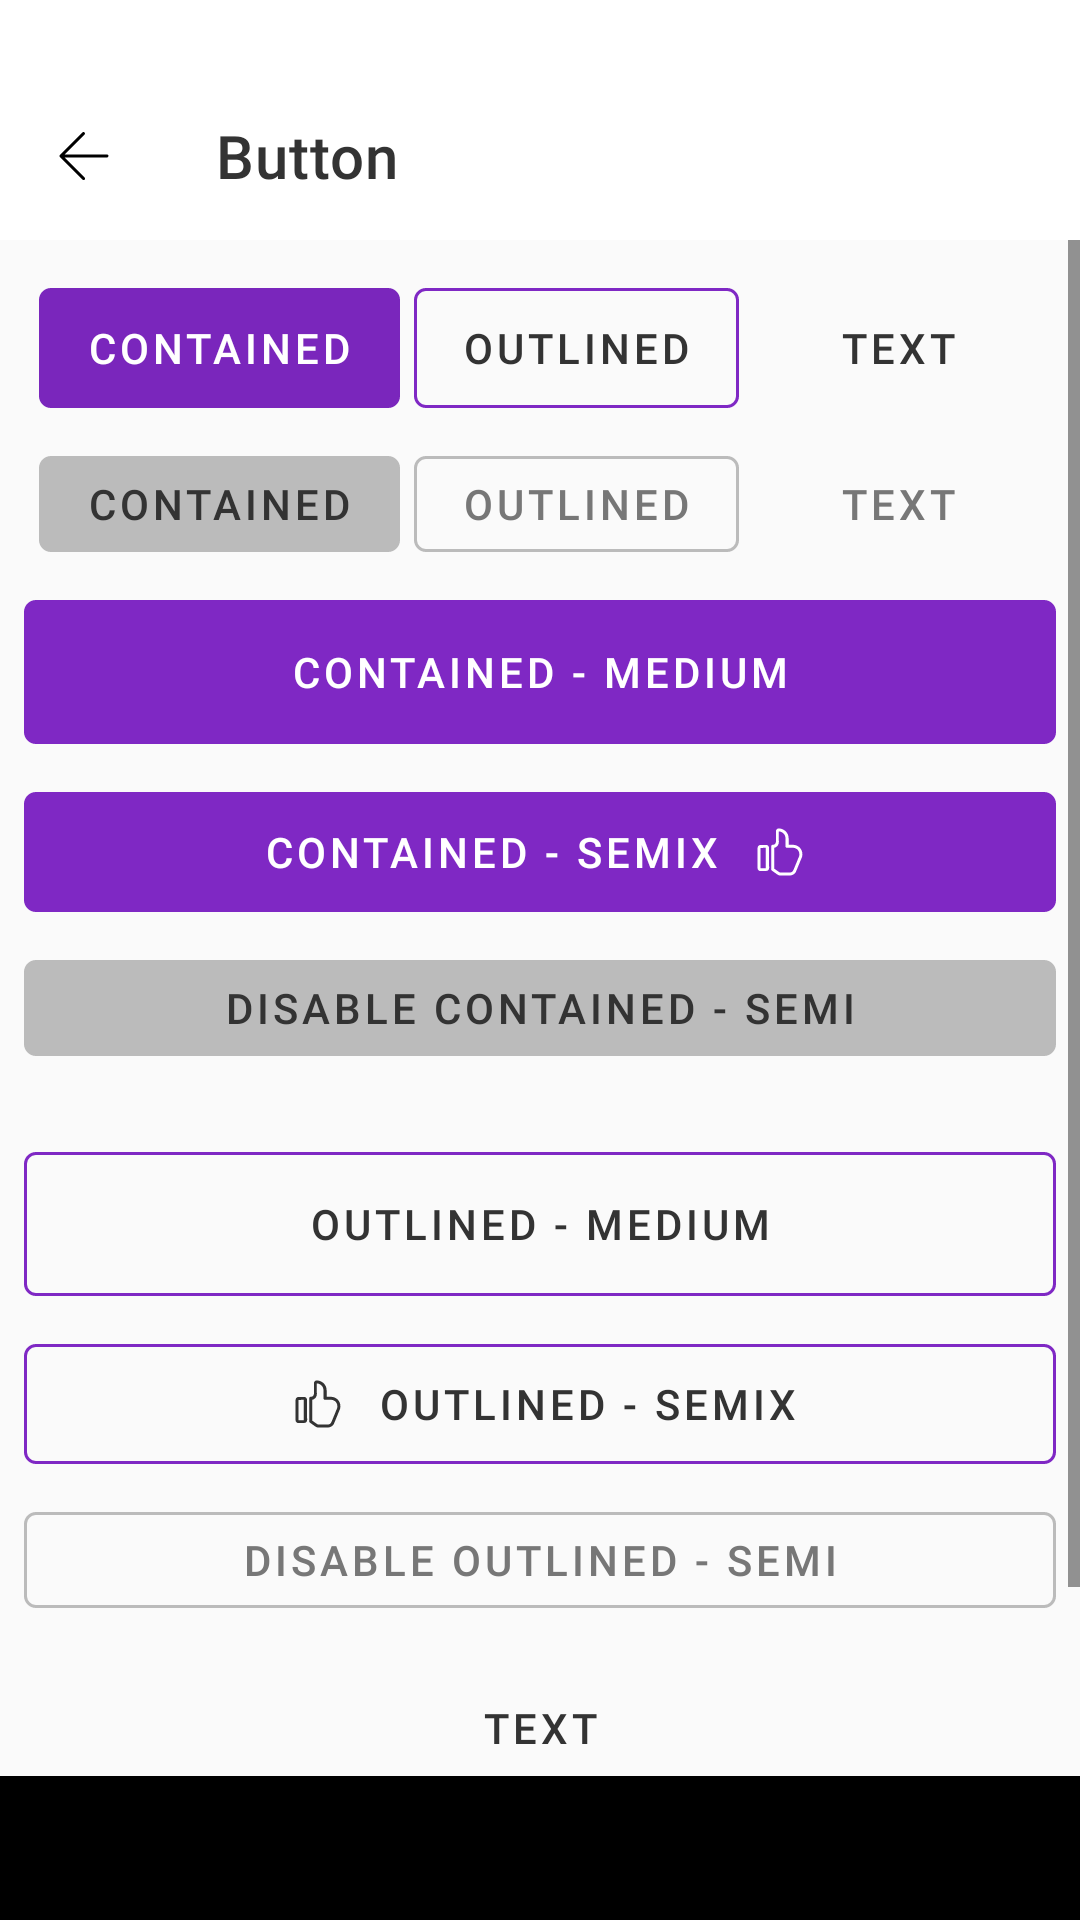 Button
CONTAINED OUTLINED TEXT
CONTAINED OUTLINED TEXT
CONTAINED - MEDIUM
CONTAINED - SEMIX
DISABLE CONTAINED - SEMI
OUTLINED - MEDIUM
OUTLINED - SEMIX
DISABLE OUTLINED - SEMI
TEXT